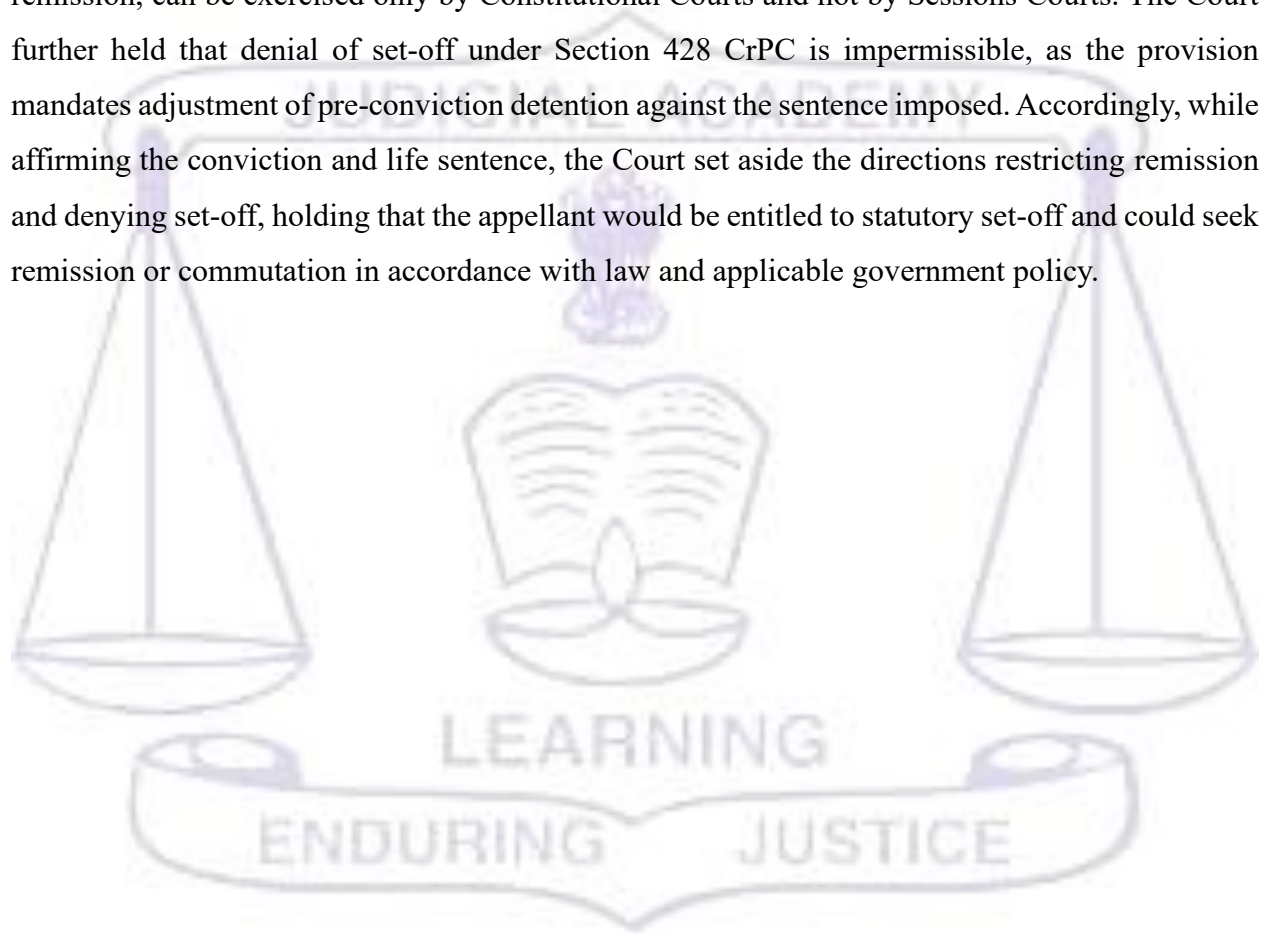 remission, can be exercised only by Constitutional Courts and not by Sessions Courts. The Court
further held that denial of set-off under Section 428 CrPC is impermissible, as the provision
mandates adjustment of pre-conviction detention against the sentence imposed. Accordingly, while
affirming the conviction and life sentence, the Court set aside the directions restricting remission
and denying set-off, holding that the appellant would be entitled to statutory set-off and could seek
remission or commutation in accordance with law and applicable government policy.
JUDICIAL ACADEMY
LEARNING
ENDURING JUSTICE